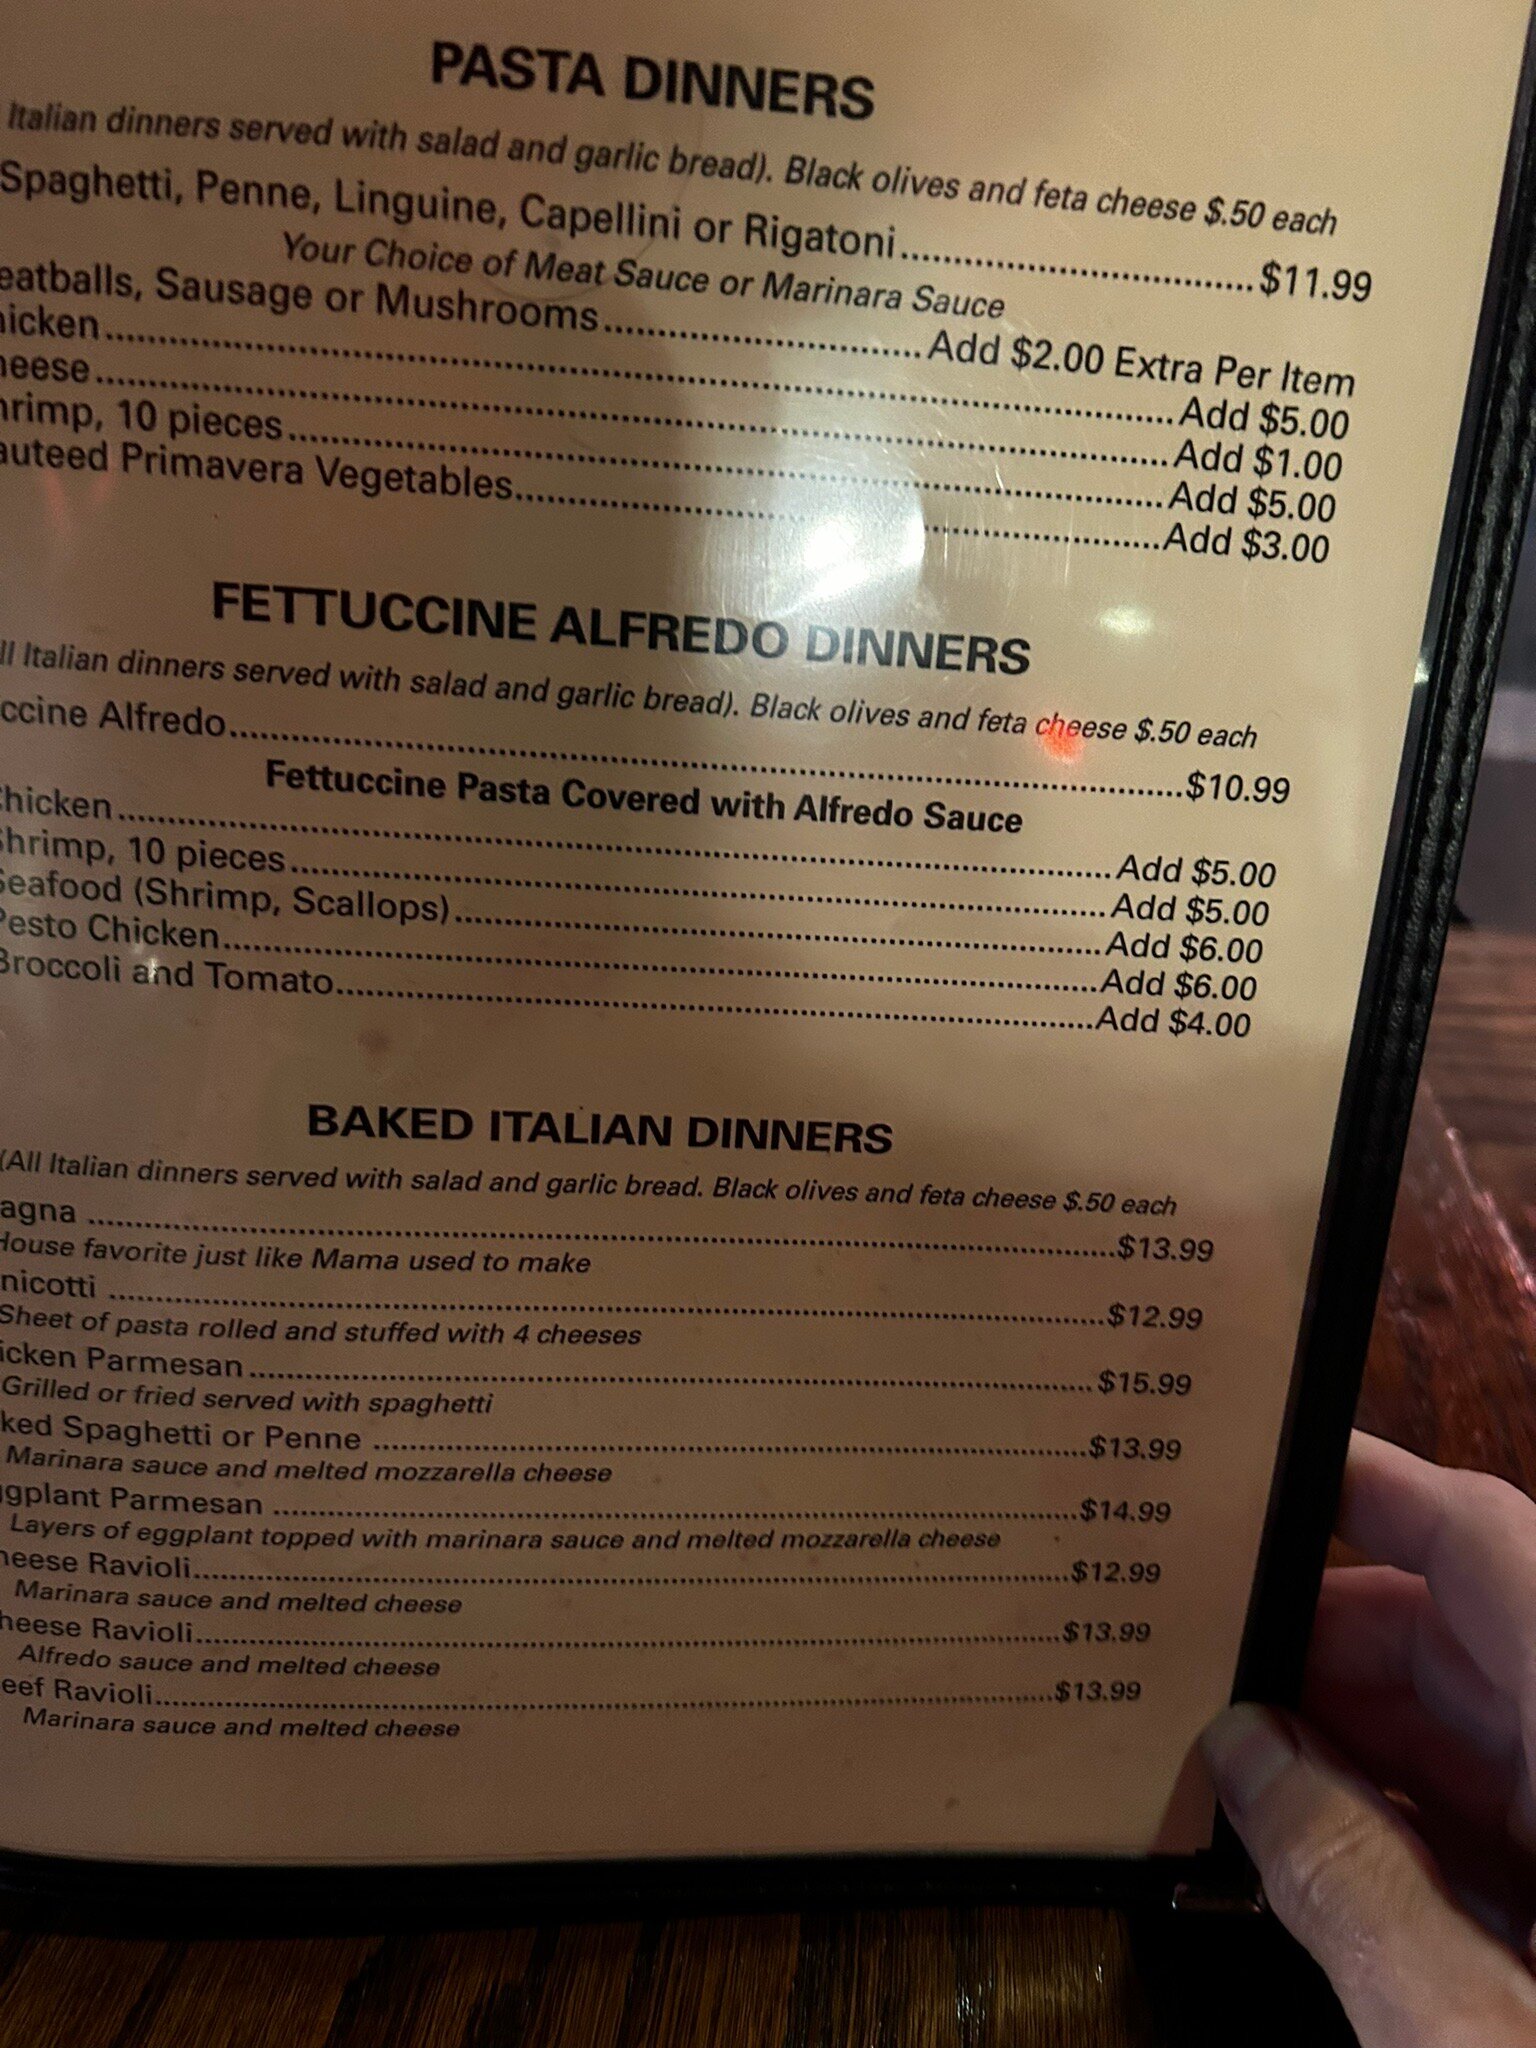 PASTA DINNERS
Italian dinners served with salad and garlic bread). Black olives and feta cheese $.50 each
Spaghetti, Penne, Linguine, Capellini or Rigatoni.....$11.99
Your Choice of Meat Sauce or Marinara Sauce
eatballs, Sausage or Mushrooms.....Add $2.00 Extra Per Item
hicken.....Add $5.00
heese.....Add $1.00
hrimp, 10 pieces.....Add $5.00
auteed Primavera Vegetables.....Add $3.00
FETTUCCINE ALFREDO DINNERS
ll Italian dinners served with salad and garlic bread). Black olives and feta cheese $.50 each
ccine Alfredo.....$10.99
Fettuccine Pasta Covered with Alfredo Sauce
Chicken.....Add $5.00
Shrimp, 10 pieces.....Add $5.00
Seafood (Shrimp, Scallops).....Add $6.00
Pesto Chicken.....Add $6.00
Broccoli and Tomato.....Add $4.00
BAKED ITALIAN DINNERS
(All Italian dinners served with salad and garlic bread. Black olives and feta cheese $.50 each
agna .....$13.99
House favorite just like Mama used to make
nicotti .....$12.99
Sheet of pasta rolled and stuffed with 4 cheeses
icken Parmesan.....$15.99
Grilled or fried served with spaghetti
ked Spaghetti or Penne .....$13.99
Marinara sauce and melted mozzarella cheese
ggplant Parmesan .....$14.99
Layers of eggplant topped with marinara sauce and melted mozzarella cheese
heese Ravioli.....$12.99
Marinara sauce and melted cheese
heese Ravioli.....$13.99
Alfredo sauce and melted cheese
eef Ravioli.....$13.99
Marinara sauce and melted cheese